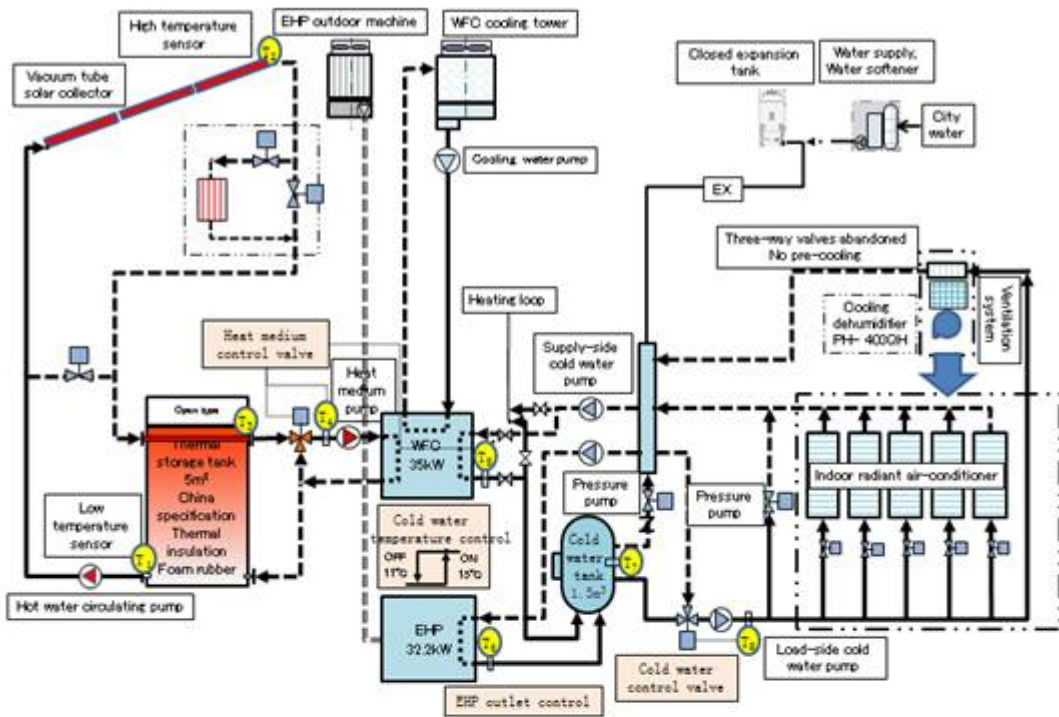 High temperature
sensor
EHP outdoor machine
WFC cooling tower
Vacuum tube
solar collector
Closed expansion
tank
Water supply,
Water softener
City
water
Cooling water pump
EX
Three-way valves abandoned
No pre-cooling
Heating loop
Cooling
dehumidifier
Ventilation
system
Heat medium
control valve
Heat
medium
pump
Supply-side
cold water
pump
Open type
Thermal
storage tank
China
specification
Thermal
insulation
Foam rubber
WFC
35kW
Indoor radiant air-conditioner
Pressure
pump
Pressure
pump
Low
temperature
sensor
Cold water
temperature control
OFF
ON
11℃
15℃
Cold
water
tank
Hot water circulating pump
EHP
32.2kW
EHP outlet control
Cold water
control valve
Load-side cold
water pump